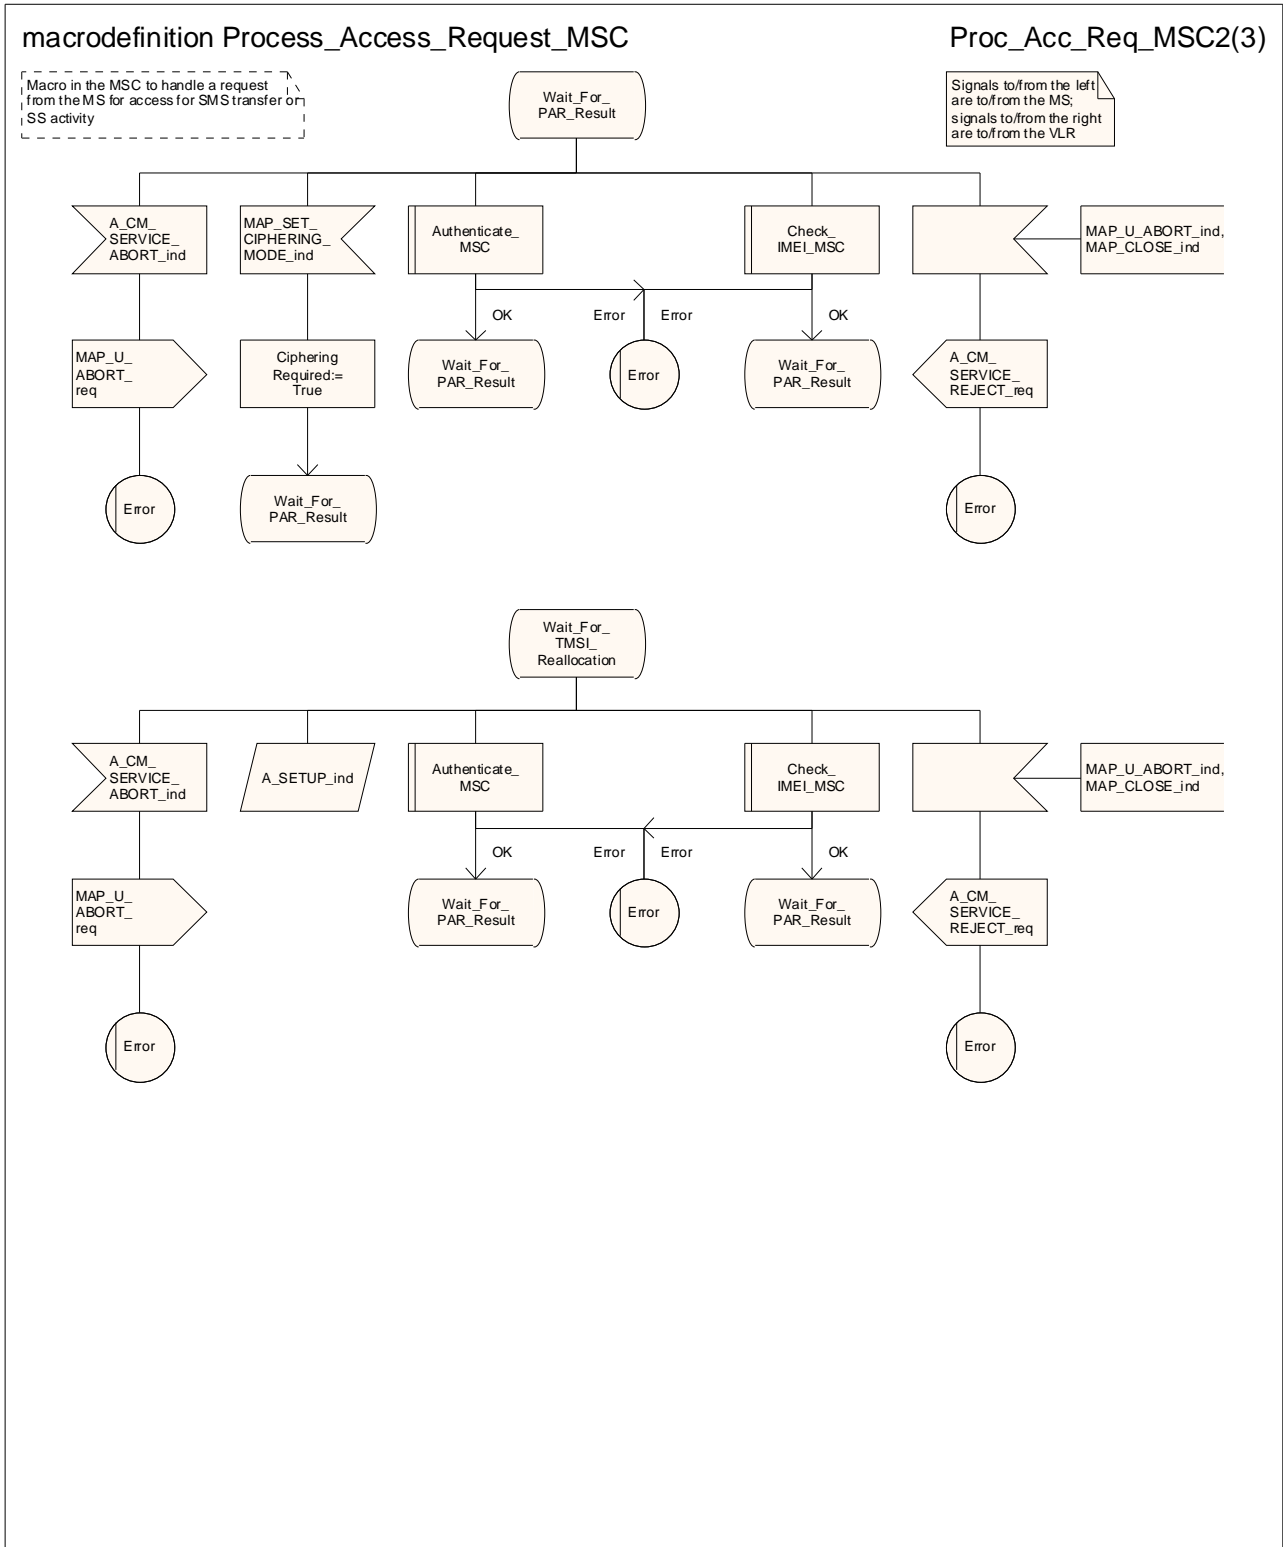 macrodefinition Process_Access_Request_MSC
Proc_Acc_Req_MSC2(3)
Macro in the MSC to handle a request
from the MS for access for SMS transfer or
SS activity
Wait_For_
PAR_Result
Signals to/from the left
are to/from the MS;
signals to/from the right
are to/from the VLR
A_CM_
SERVICE_
ABORT_ind
MAP_SET_
CIPHERING_
MODE_ind
Authenticate_
MSC
Check_
IMEI_MSC
MAP_U_ABORT_ind,
MAP_CLOSE_ind
OK
Error
Error
OK
MAP_U_
ABORT_
req
Ciphering
Required:=
True
Wait_For_
PAR_Result
Error
Wait_For_
PAR_Result
A_CM_
SERVICE_
REJECT_req
Error
Wait_For_
PAR_Result
Error
Wait_For_
TMSI_
Reallocation
A_CM_
SERVICE_
ABORT_ind
A_SETUP_ind
Authenticate_
MSC
Check_
IMEI_MSC
MAP_U_ABORT_ind,
MAP_CLOSE_ind
OK
Error
Error
OK
MAP_U_
ABORT_
req
Wait_For_
PAR_Result
Error
Wait_For_
PAR_Result
A_CM_
SERVICE_
REJECT_req
Error
Error